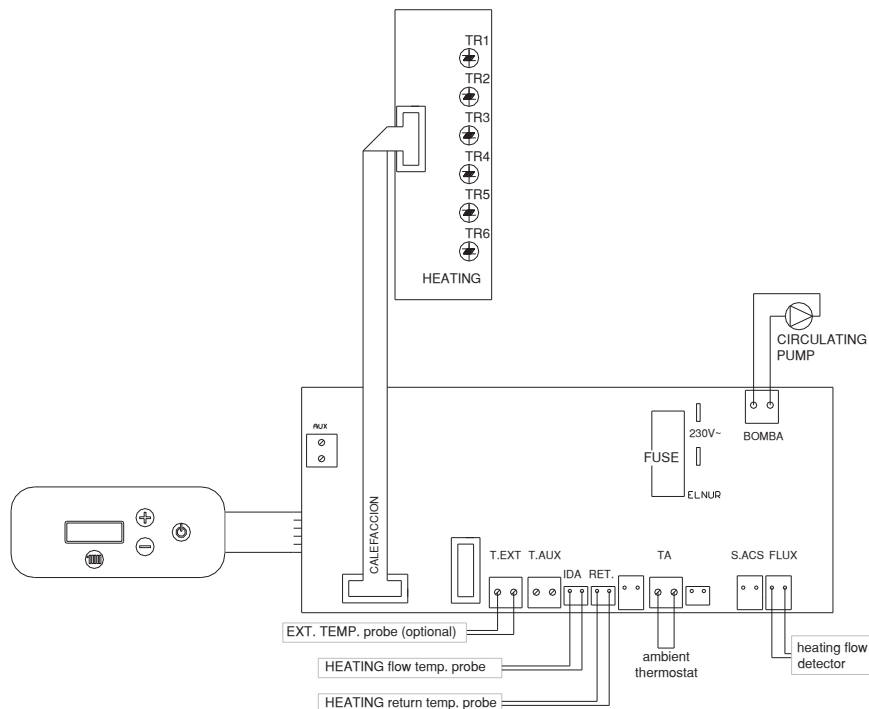 TR1
TR2
TR3
TR4
TR5
TR6
HEATING
CIRCULATING
PUMP
AUX
230V~
BOMBA
FUSE
ELNUR
CALEFACCION
T.EXT
T.AUX
IDA
RET.
TA
S.ACS
FLUX
EXT. TEMP. probe (optional)
HEATING flow temp. probe
HEATING return temp. probe
ambient
thermostat
heating flow
detector